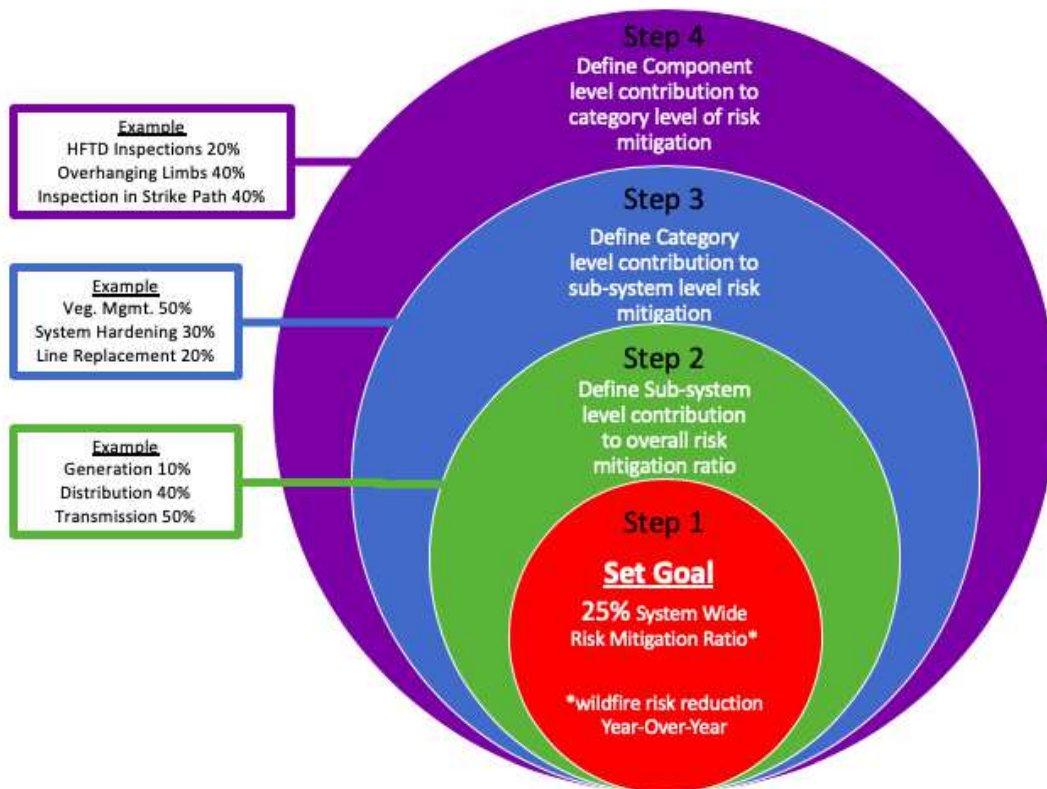 Step 4
Define Component
level contribution to
category level of risk
mitigation
Example
HFTD Inspections 20%
Overhanging Limbs 40%
Inspection in Strike Path 40%
Step 3
Define Category
level contribution to
sub-system level risk
mitigation
Example
Veg. Mgmt. 50%
System Hardening 30%
Line Replacement 20%
Step 2
Define Sub-system
level contribution
to overall risk
mitigation ratio
Example
Generation 10%
Distribution 40%
Transmission 50%
Step 1
Set Goal
25% System Wide
Risk Mitigation Ratio*
*wildfire risk reduction
Year-Over-Year